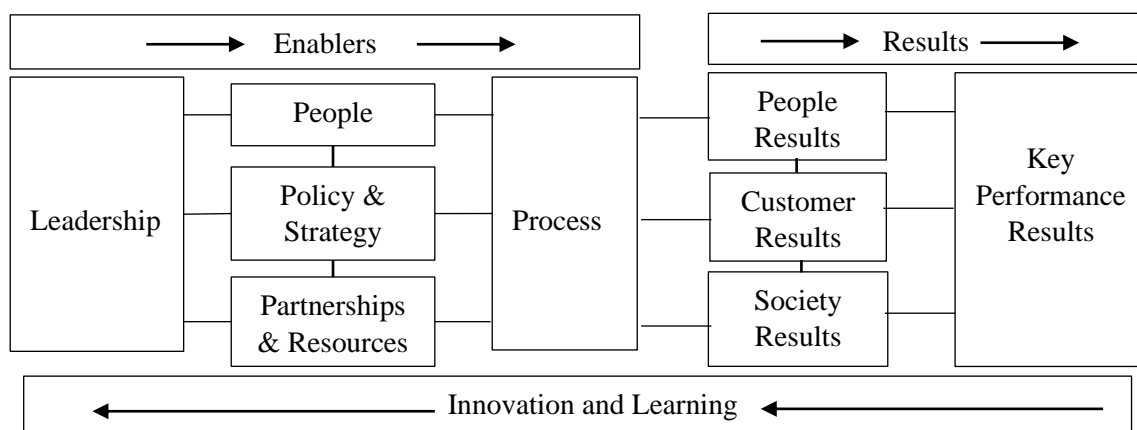 Enablers
Results
Leadership
People
Policy &
Strategy
Partnerships
& Resources
Process
People
Results
Customer
Results
Society
Results
Key
Performance
Results
Innovation and Learning